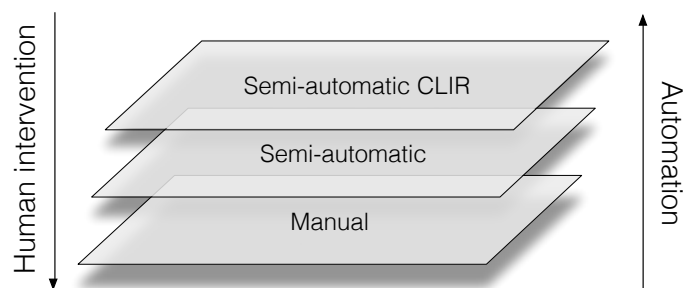 Human intervention
Semi-automatic CLIR
Semi-automatic
Manual
Automation